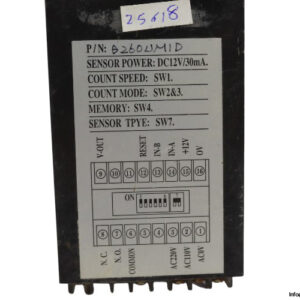 25618
P/N: B260WM1D
SENSOR POWER: DC12V/30mA.
COUNT SPEED: SW1.
COUNT MODE: SW2&3.
MEMORY: SW4.
SENSOR TPYE: SW7.
V-OUT
RESET
IN-B
IN-A
+12V
OV
9 10 11 12 13 14 15 16
ON
8 7 6 5 4 3 2 1
N.C.
N.O.
COMMON
AC220V
AC110V
AC0V